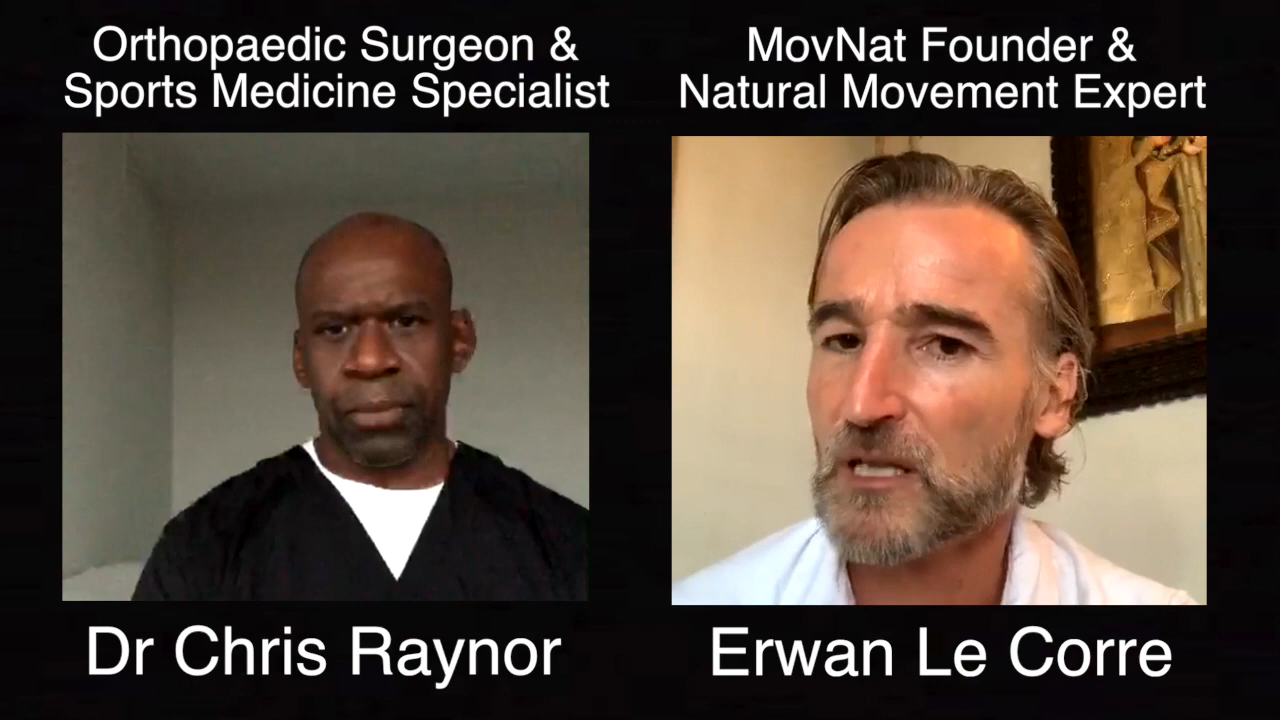 Orthopaedic Surgeon &
Sports Medicine Specialist
MovNat Founder &
Natural Movement Expert
Dr Chris Raynor
Erwan Le Corre